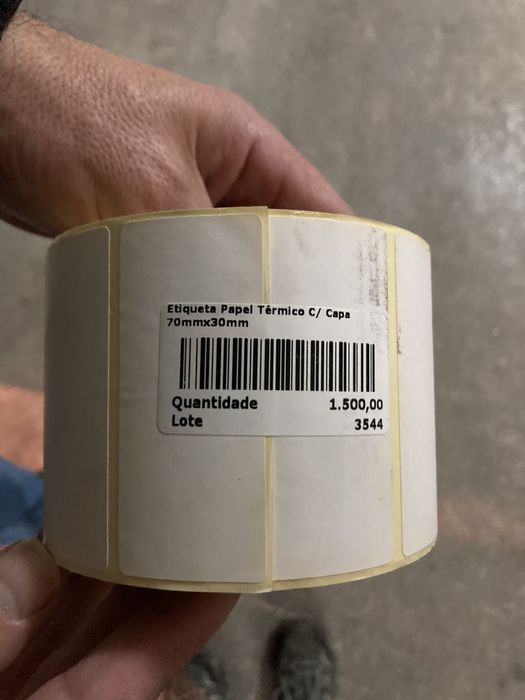 Etiqueta Papel Térmico C/ Capa
70mmx30mm
Quantidade 1.500,00
Lote 3544